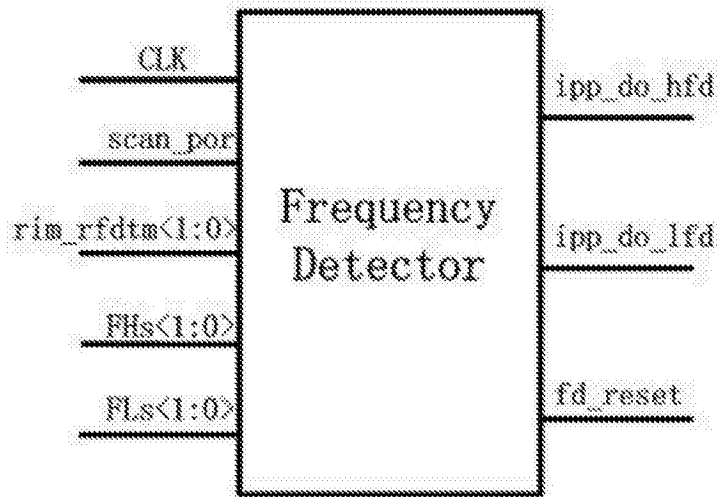 CLK
scan_por
rim_rfdtm<1:0>
FHs<1:0>
FLs<1:0>
Frequency
Detector
ipp_do_hfd
ipp_do_lfd
fd_reset